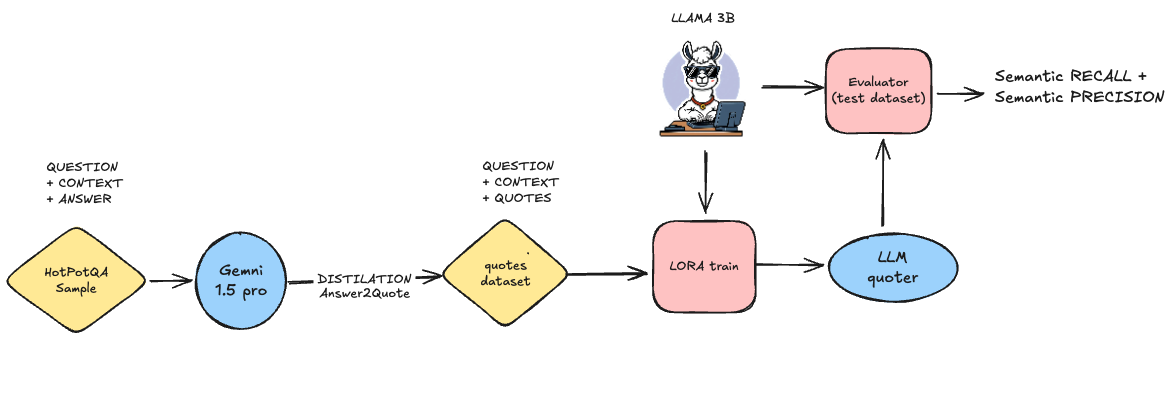 LLAMA 3B
Evaluator
(test dataset)
Semantic RECALL +
Semantic PRECISION
QUESTION
+ CONTEXT
+ ANSWER
QUESTION
+ CONTEXT
+ QUOTES
HotPotQA
Sample
Gemni
1.5 pro
DISTILATION
Answer2Quote
quotes
dataset
LORA train
LLM
quoter